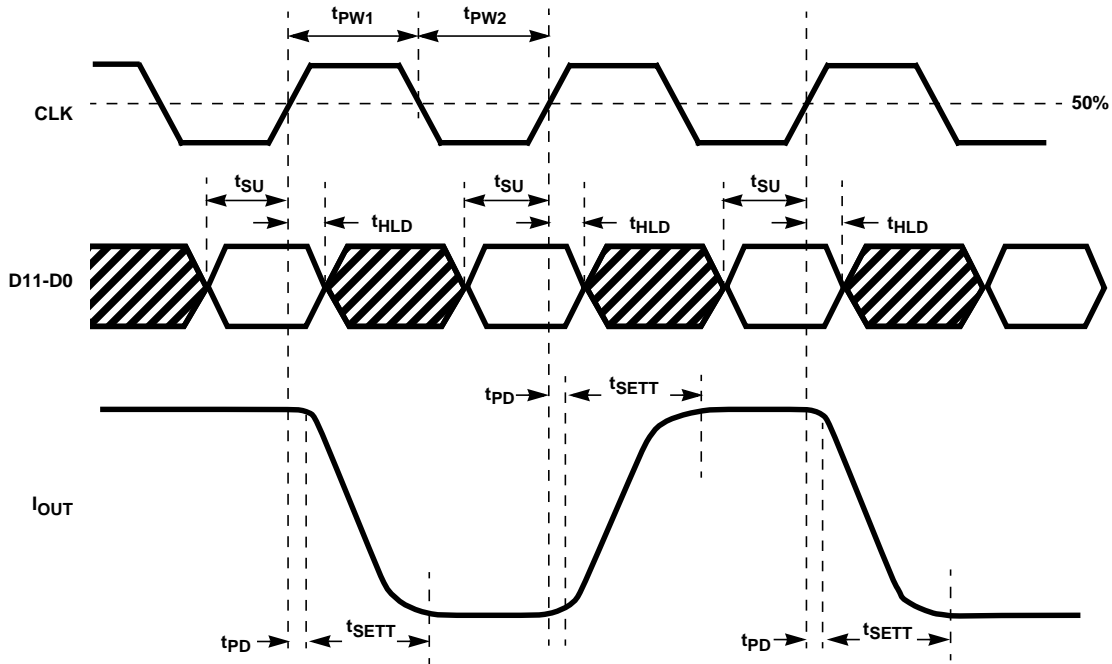 tPW1 tPW2
CLK
50%
tSU tSU tSU
tHLD tHLD tHLD
D11-D0
tPD tSETT
IOUT
tPD tSETT tPD tSETT